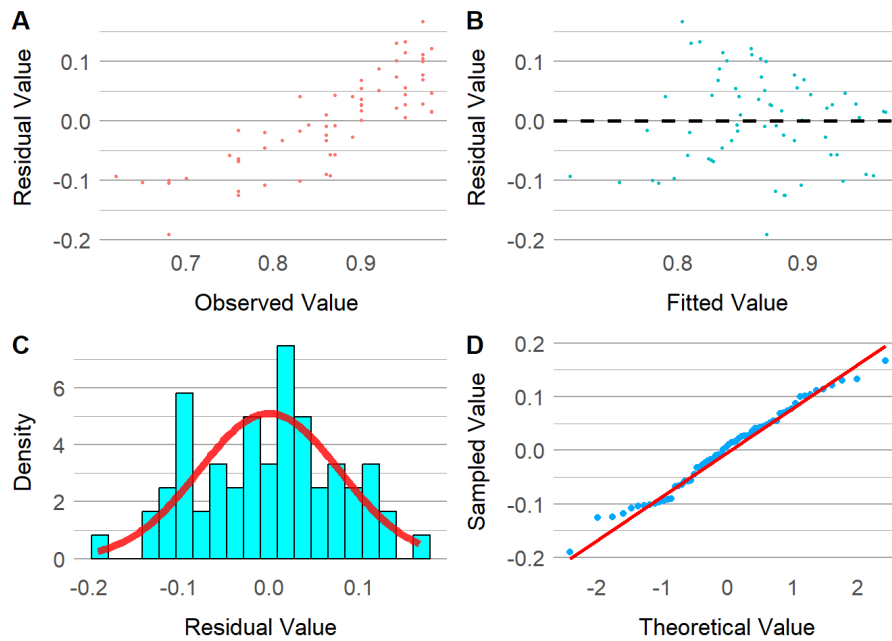 A
Residual Value
0.1
0.0
-0.1
-0.2
0.7 0.8 0.9
Observed Value
B
Residual Value
0.1
0.0
-0.1
-0.2
0.8 0.9
Fitted Value
C
Density
6
4
2
0
-0.2 -0.1 0.0 0.1
Residual Value
D
Sampled Value
0.2
0.1
0.0
-0.1
-0.2
-2 -1 0 1 2
Theoretical Value